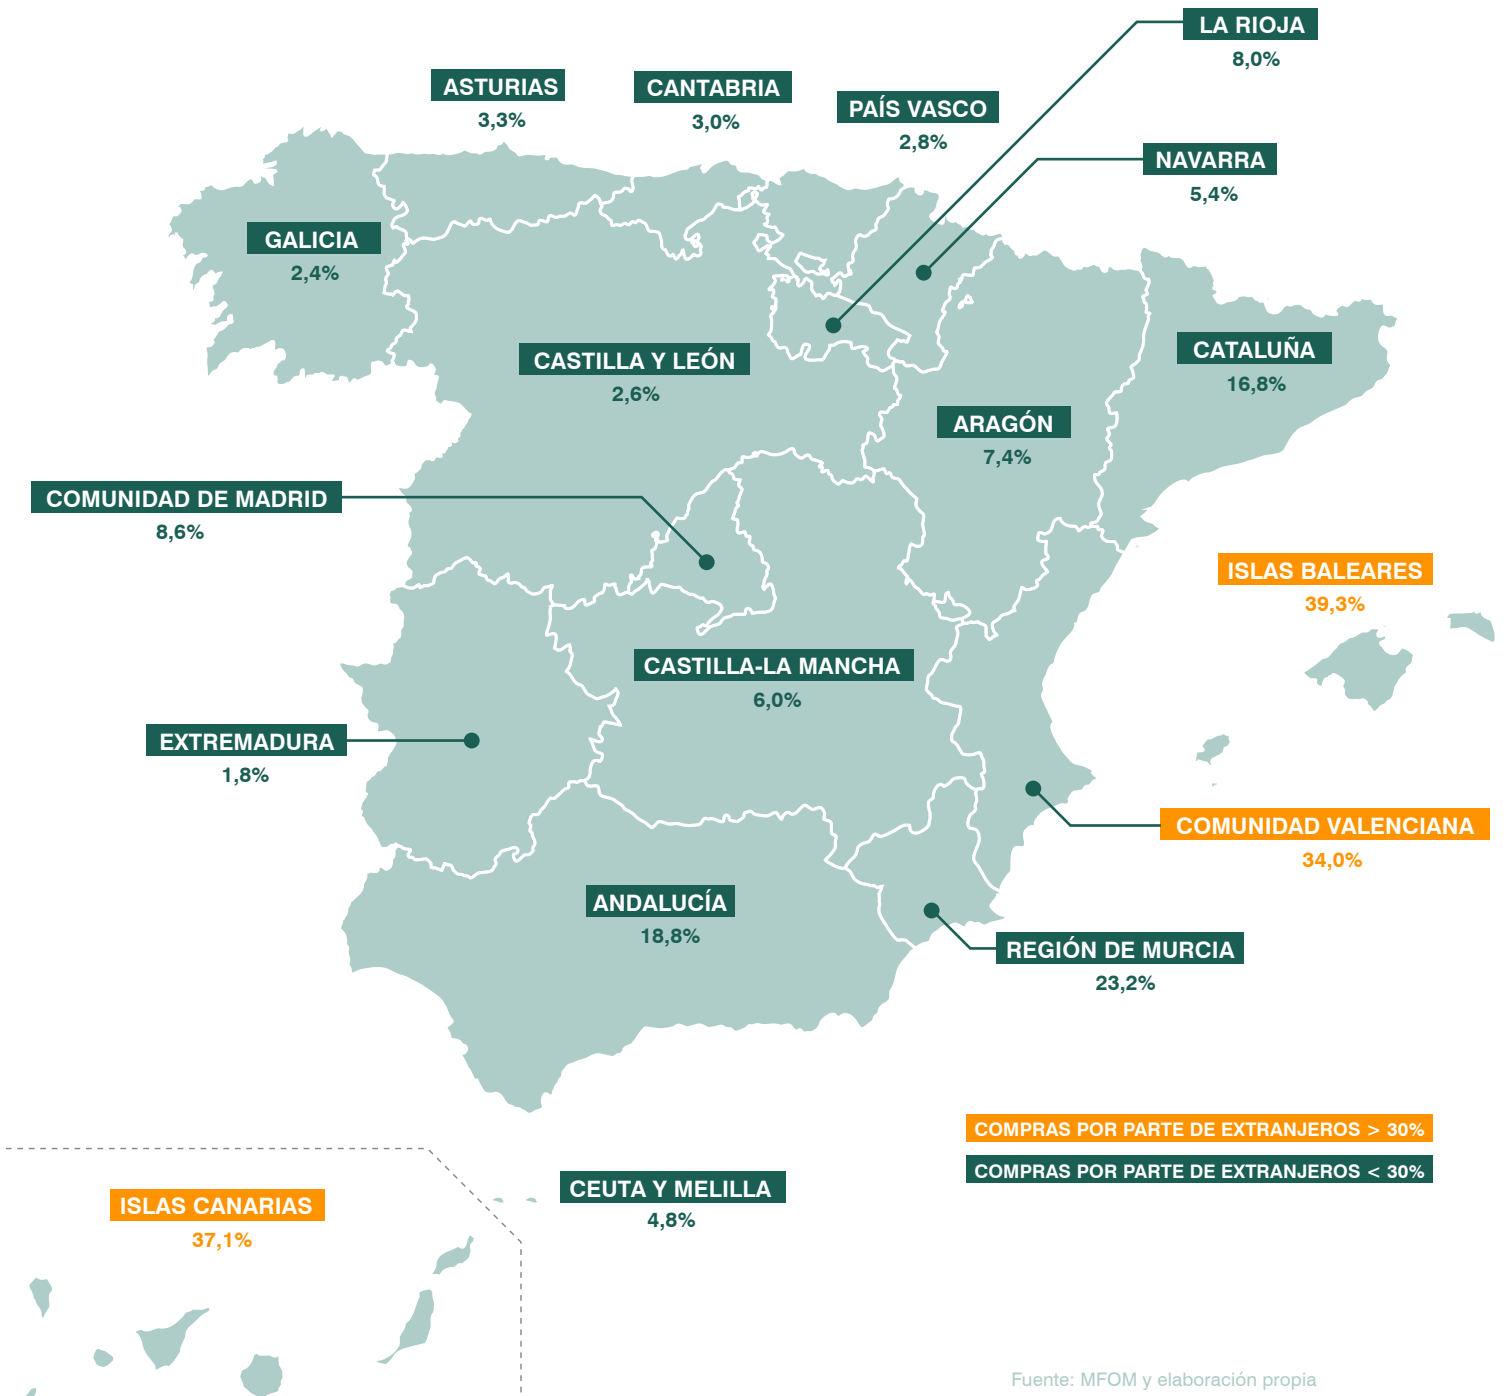 LA RIOJA
8,0%
ASTURIAS
3,3%
CANTABRIA
3,0%
PAÍS VASCO
2,8%
NAVARRA
5,4%
GALICIA
2,4%
CASTILLA Y LEÓN
2,6%
CATALUÑA
16,8%
ARAGÓN
7,4%
COMUNIDAD DE MADRID
8,6%
ISLAS BALEARES
39,3%
CASTILLA-LA MANCHA
6,0%
EXTREMADURA
1,8%
COMUNIDAD VALENCIANA
34,0%
ANDALUCÍA
18,8%
REGIÓN DE MURCIA
23,2%
COMPRAS POR PARTE DE EXTRANJEROS > 30%
COMPRAS POR PARTE DE EXTRANJEROS < 30%
CEUTA Y MELILLA
4,8%
ISLAS CANARIAS
37,1%
Fuente: MFOM y elaboración propia